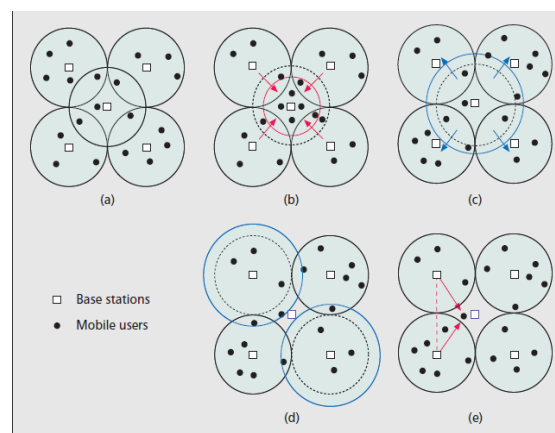 (a)
(b)
(c)
Base stations
Mobile users
(d)
(e)